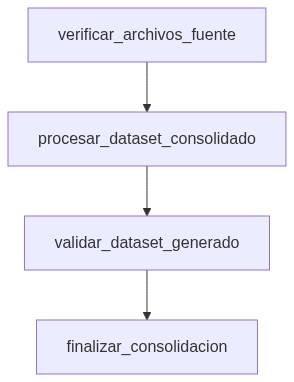 verificar_archivos_fuente
procesar_dataset_consolidado
validar_dataset_generado
finalizar_consolidacion